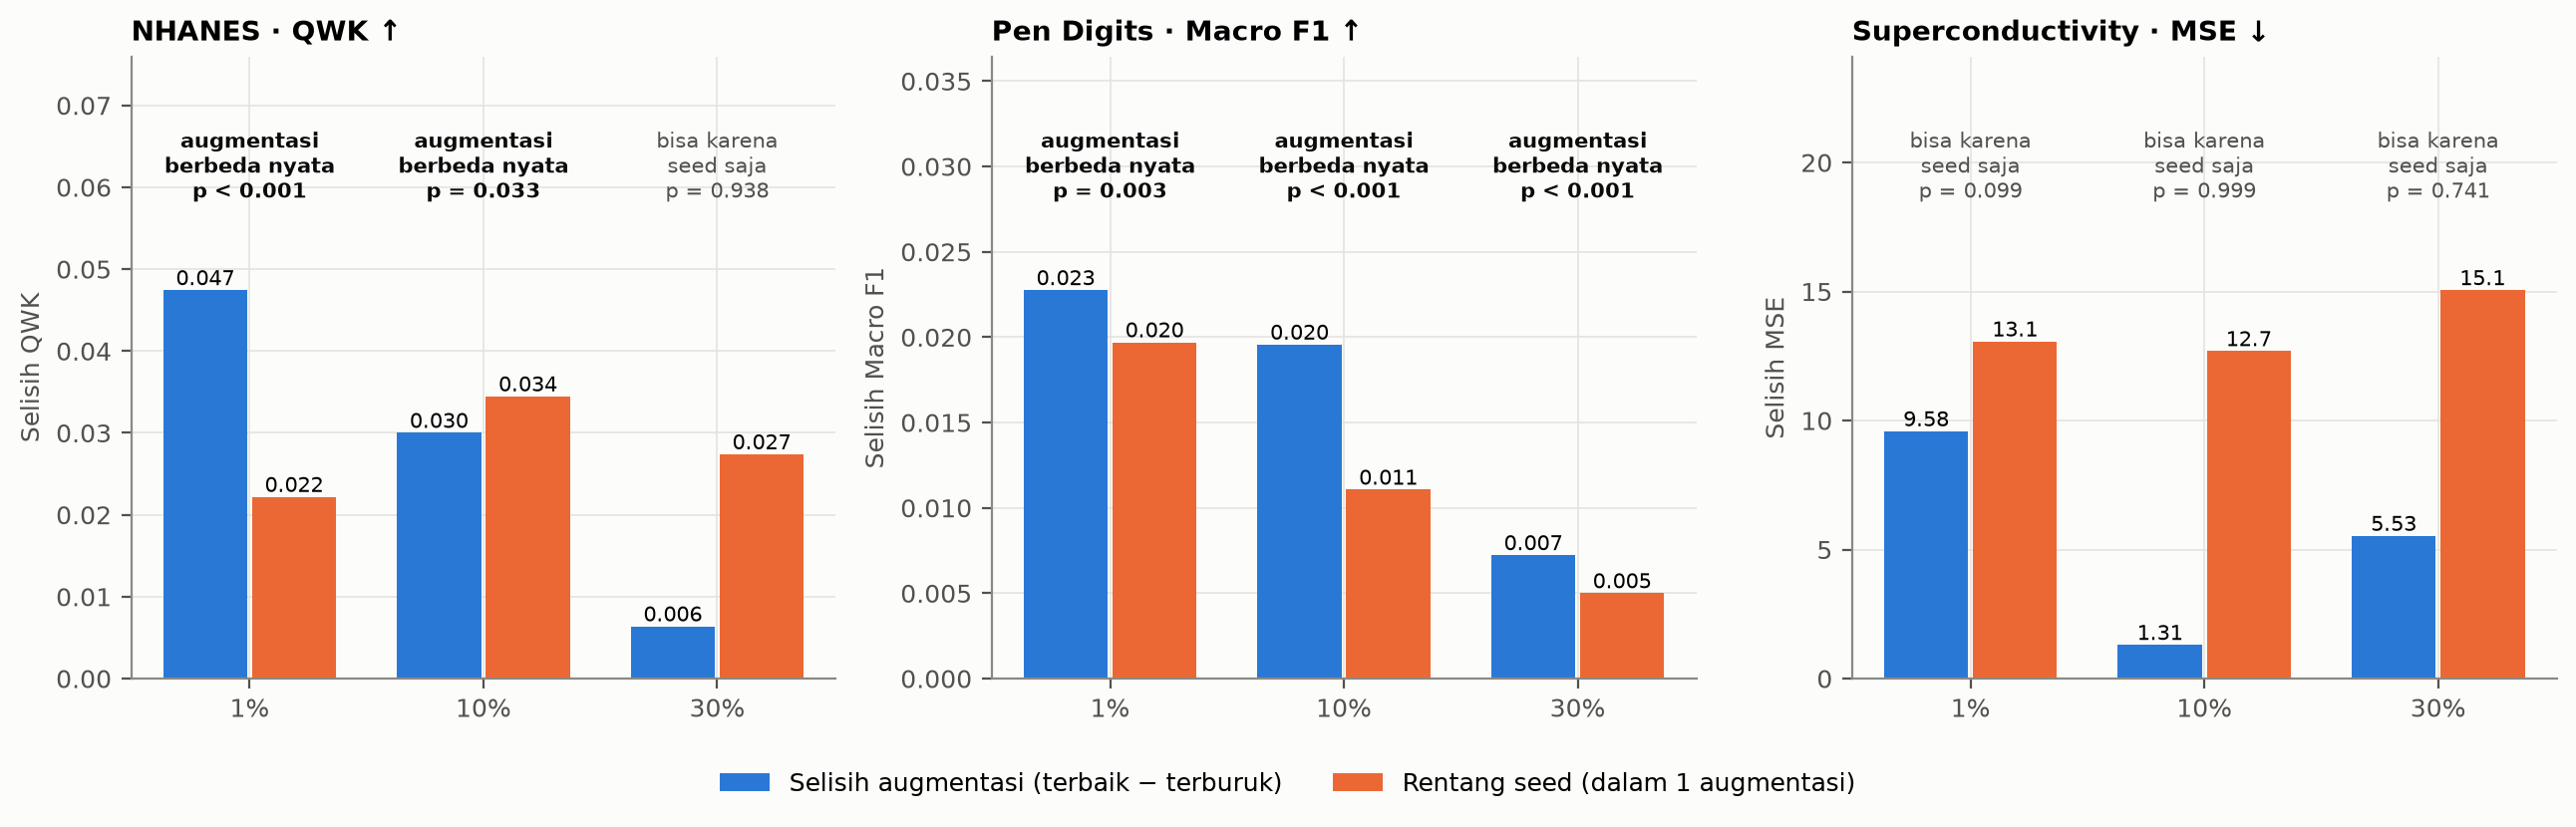 NHANES · QWK ↑
Selisih QWK
0.07
0.06
0.05
0.04
0.03
0.02
0.01
0.00
augmentasi
berbeda nyata
p < 0.001
augmentasi
berbeda nyata
p = 0.033
bisa karena
seed saja
p = 0.938
0.047
0.022
0.030
0.034
0.006
0.027
1%
10%
30%
Pen Digits · Macro F1 ↑
Selisih Macro F1
0.035
0.030
0.025
0.020
0.015
0.010
0.005
0.000
augmentasi
berbeda nyata
p = 0.003
augmentasi
berbeda nyata
p < 0.001
augmentasi
berbeda nyata
p < 0.001
0.023
0.020
0.020
0.011
0.007
0.005
1%
10%
30%
Superconductivity · MSE ↓
Selisih MSE
20
15
10
5
0
bisa karena
seed saja
p = 0.099
bisa karena
seed saja
p = 0.999
bisa karena
seed saja
p = 0.741
9.58
13.1
1.31
12.7
5.53
15.1
1%
10%
30%
Selisih augmentasi (terbaik − terburuk)
Rentang seed (dalam 1 augmentasi)